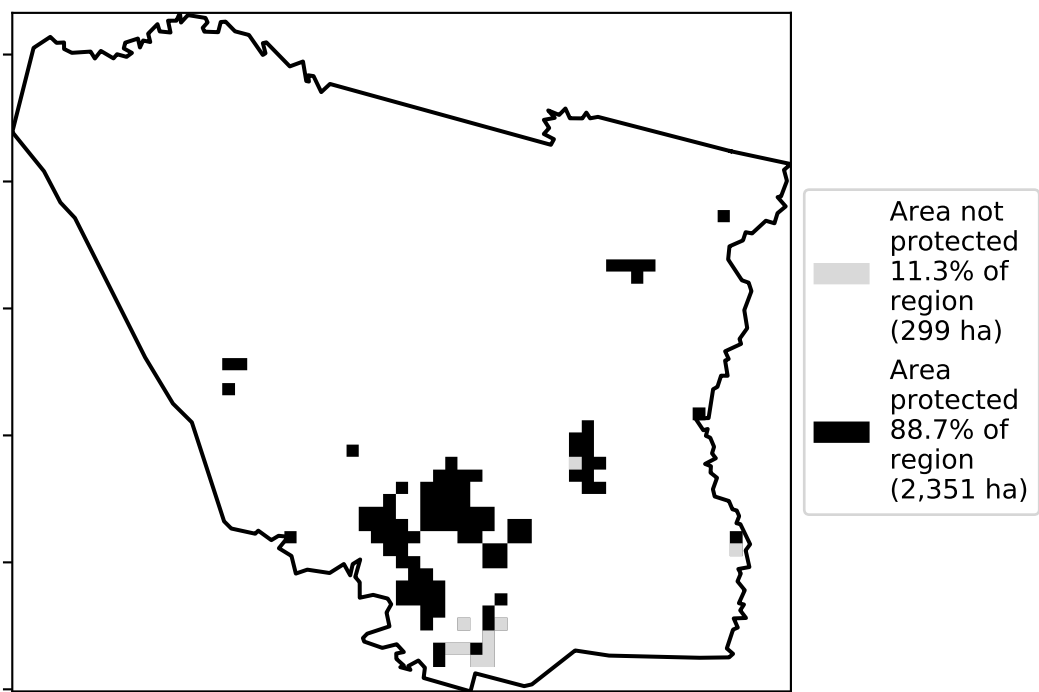 Area not
protected
11.3% of
region
(299 ha)
Area
protected
88.7% of
region
(2,351 ha)